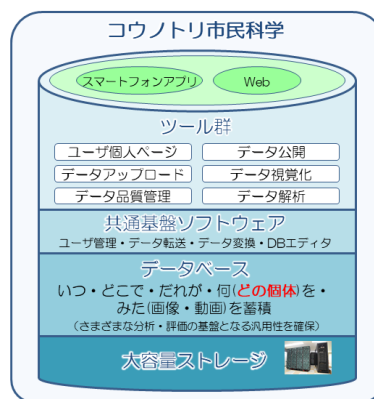 コウノトリ市民科学
スマートフォンアプリ
Web
ツール群
ユーザ個人ページ
データ公開
データアップロード
データ視覚化
データ品質管理
データ解析
共通基盤ソフトウェア
ユーザ管理・データ転送・データ変換・DBエディタ
データベース
いつ・どこで・だれが・何(どの個体)を・
みた(画像・動画)を蓄積
(さまざまな分析・評価の基盤となる汎用性を確保)
大容量ストレージ